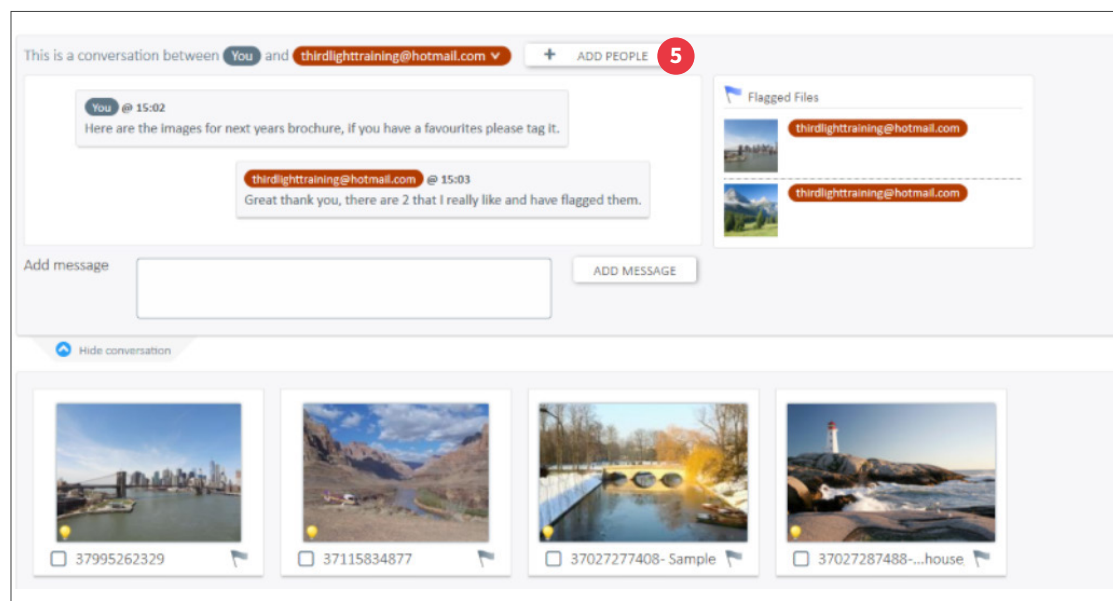 This is a conversation between You and thirdlighttraining@hotmail.com + ADD PEOPLE 5
You @ 15:02
Here are the images for next years brochure, if you have a favourites please tag it.
thirdlighttraining@hotmail.com @ 15:03
Great thank you, there are 2 that I really like and have flagged them.
Flagged Files
thirdlighttraining@hotmail.com
thirdlighttraining@hotmail.com
Add message
ADD MESSAGE
Hide conversation
37995262329
37115834877
37027277408- Sample
37027287488-...house